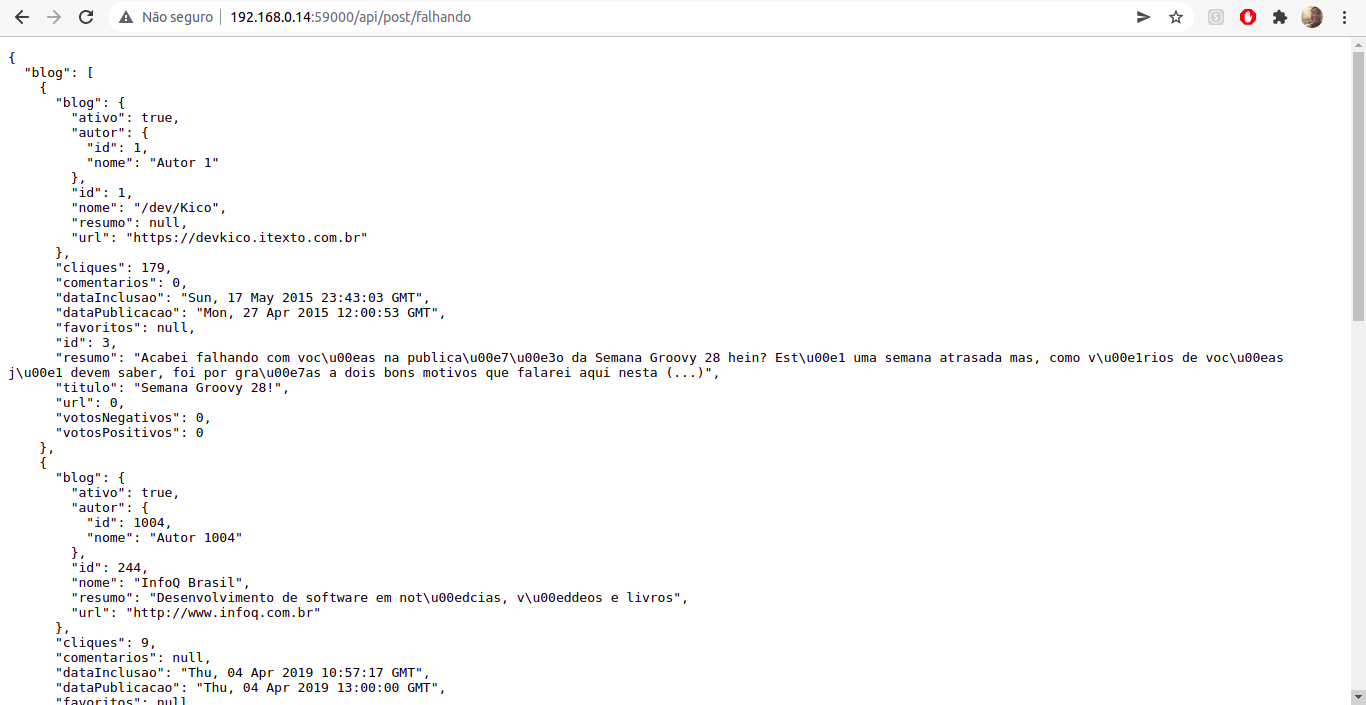 Não seguro 192.168.0.14:59000/api/post/falhando
{
  "blog": [
    {
      "blog": {
        "ativo": true,
        "autor": {
          "id": 1,
          "nome": "Autor 1"
        },
        "id": 1,
        "nome": "/dev/Kico",
        "resumo": null,
        "url": "https://devkico.itexto.com.br"
      },
      "cliques": 179,
      "comentarios": 0,
      "dataInclusao": "Sun, 17 May 2015 23:43:03 GMT",
      "dataPublicacao": "Mon, 27 Apr 2015 12:00:53 GMT",
      "favoritos": null,
      "id": 3,
      "resumo": "Acabei falhando com voc\u00eas na publica\u00e7\u00e3o da Semana Groovy 28 hein? Est\u00e1 uma semana atrasada mas, como v\u00e1rios de voc\u00eas
j\u00e1 devem saber, foi por gra\u00e7as a dois bons motivos que falarei aqui nesta (...)",
      "titulo": "Semana Groovy 28!",
      "url": 0,
      "votosNegativos": 0,
      "votosPositivos": 0
    },
    {
      "blog": {
        "ativo": true,
        "autor": {
          "id": 1004,
          "nome": "Autor 1004"
        },
        "id": 244,
        "nome": "InfoQ Brasil",
        "resumo": "Desenvolvimento de software em not\u00edcias, v\u00eddeos e livros",
        "url": "http://www.infoq.com.br"
      },
      "cliques": 9,
      "comentarios": null,
      "dataInclusao": "Thu, 04 Apr 2019 10:57:17 GMT",
      "dataPublicacao": "Thu, 04 Apr 2019 13:00:00 GMT",
      "favoritos": null